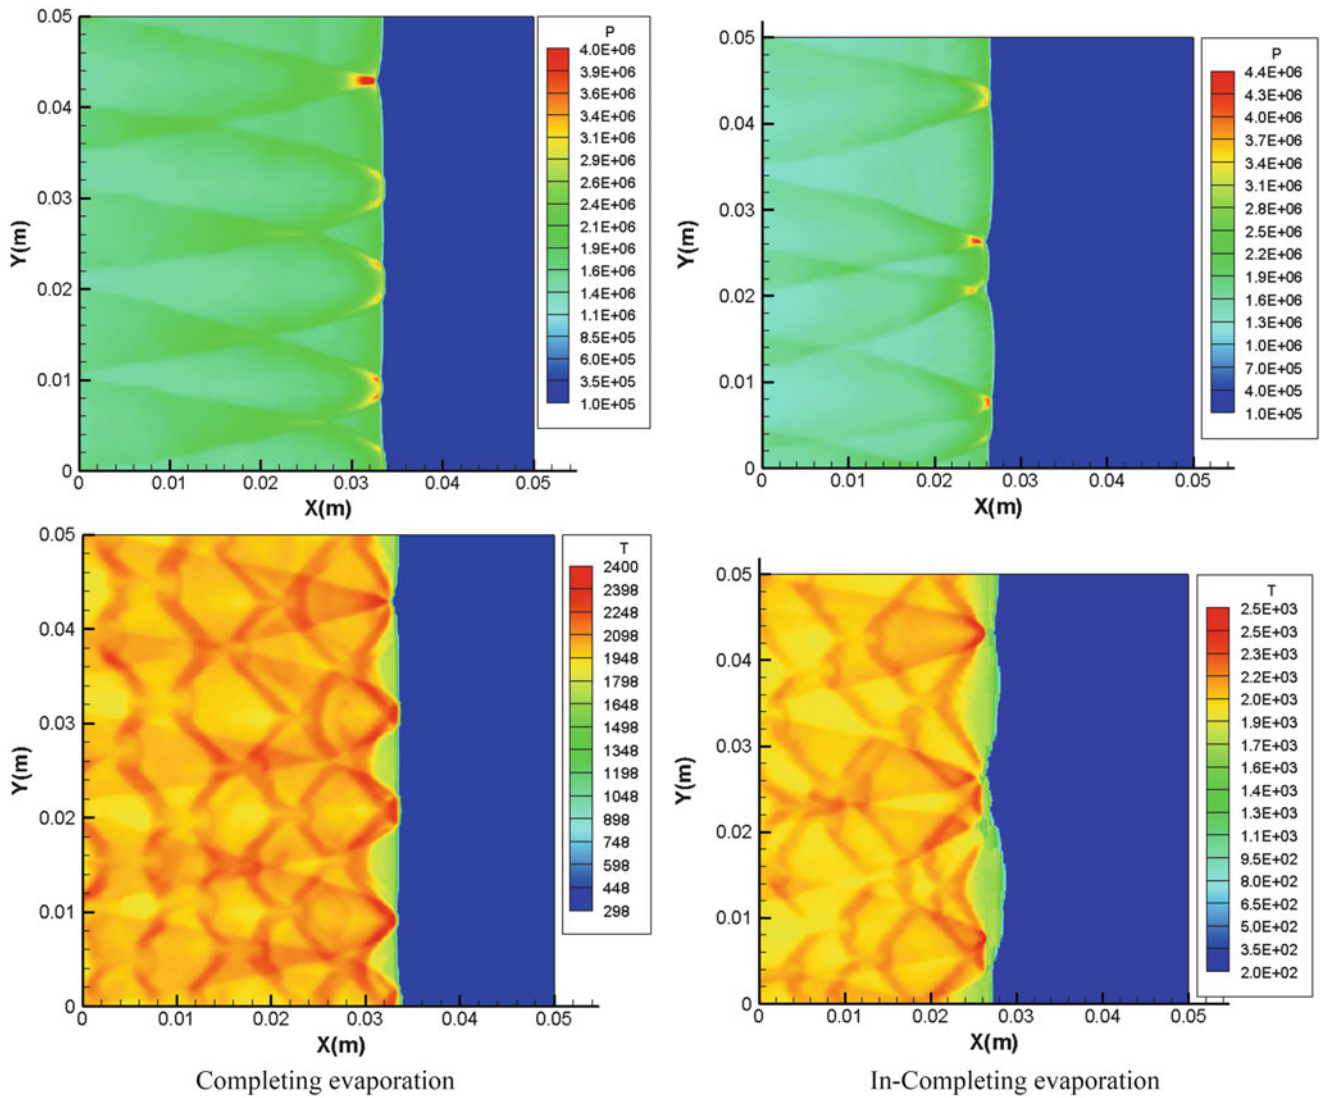 P
4.0E+06
3.9E+06
3.6E+06
3.4E+06
3.1E+06
2.9E+06
2.6E+06
2.4E+06
2.1E+06
1.9E+06
1.6E+06
1.4E+06
1.1E+06
8.5E+05
6.0E+05
3.5E+05
1.0E+05
0.05
0.04
0.03
0.02
0.01
0
Y(m)
0 0.01 0.02 0.03 0.04 0.05
X(m)
P
4.4E+06
4.3E+06
4.0E+06
3.7E+06
3.4E+06
3.1E+06
2.8E+06
2.5E+06
2.2E+06
1.9E+06
1.6E+06
1.3E+06
1.0E+06
7.0E+05
4.0E+05
1.0E+05
0.05
0.04
0.03
0.02
0.01
0
Y(m)
0 0.01 0.02 0.03 0.04 0.05
X(m)
T
2400
2398
2248
2098
1948
1798
1648
1498
1348
1198
1048
898
748
598
448
298
0.05
0.04
0.03
0.02
0.01
0
Y(m)
0 0.01 0.02 0.03 0.04 0.05
X(m)
Completing evaporation
T
2.5E+03
2.5E+03
2.3E+03
2.2E+03
2.0E+03
1.9E+03
1.7E+03
1.6E+03
1.4E+03
1.3E+03
1.1E+03
9.5E+02
8.0E+02
6.5E+02
5.0E+02
3.5E+02
2.0E+02
0.05
0.04
0.03
0.02
0.01
0
Y(m)
0 0.01 0.02 0.03 0.04 0.05
X(m)
In-Completing evaporation